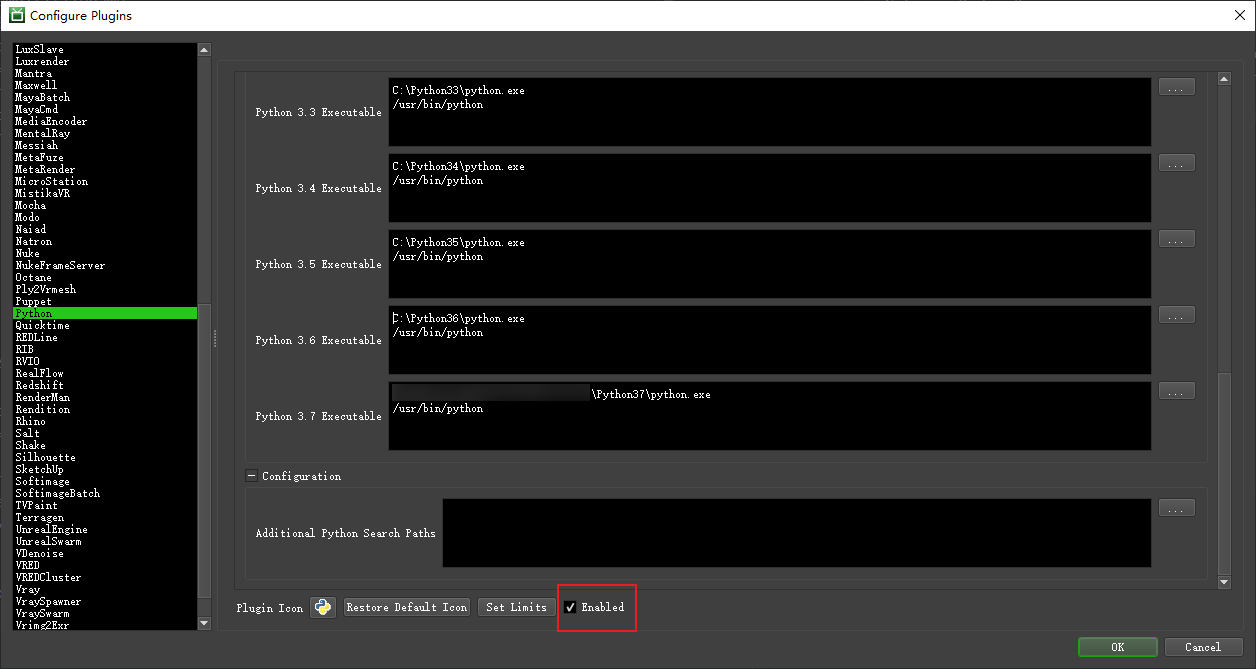 Configure Plugins
LuxSlave
Luxrender
Mantra
Maxwell
MayaBatch
MayaCmd
MediaEncoder
MentalRay
Messiah
MetaFuze
MetaRender
MicroStation
MistikaVR
Mocha
Modo
Naiad
Natron
Nuke
NukeFrameServer
Octane
Ply2Vrmesh
Puppet
Python
Quicktime
REDLine
RIB
RVIO
RealFlow
Redshift
RenderMan
Rendition
Rhino
Salt
Shake
Silhouette
SketchUp
Softimage
SoftimageBatch
TVPaint
Terragen
UnrealEngine
UnrealSwarm
VDenoise
VRED
VREDCluster
Vray
VraySpawner
VraySwarm
Vrimg2Exr
Python 3.3 Executable
C:\Python33\python.exe
/usr/bin/python
...
Python 3.4 Executable
C:\Python34\python.exe
/usr/bin/python
...
Python 3.5 Executable
C:\Python35\python.exe
/usr/bin/python
...
Python 3.6 Executable
C:\Python36\python.exe
/usr/bin/python
...
Python 3.7 Executable
\Python37\python.exe
/usr/bin/python
...
Configuration
Additional Python Search Paths
...
Plugin Icon
Restore Default Icon
Set Limits
Enabled
OK
Cancel